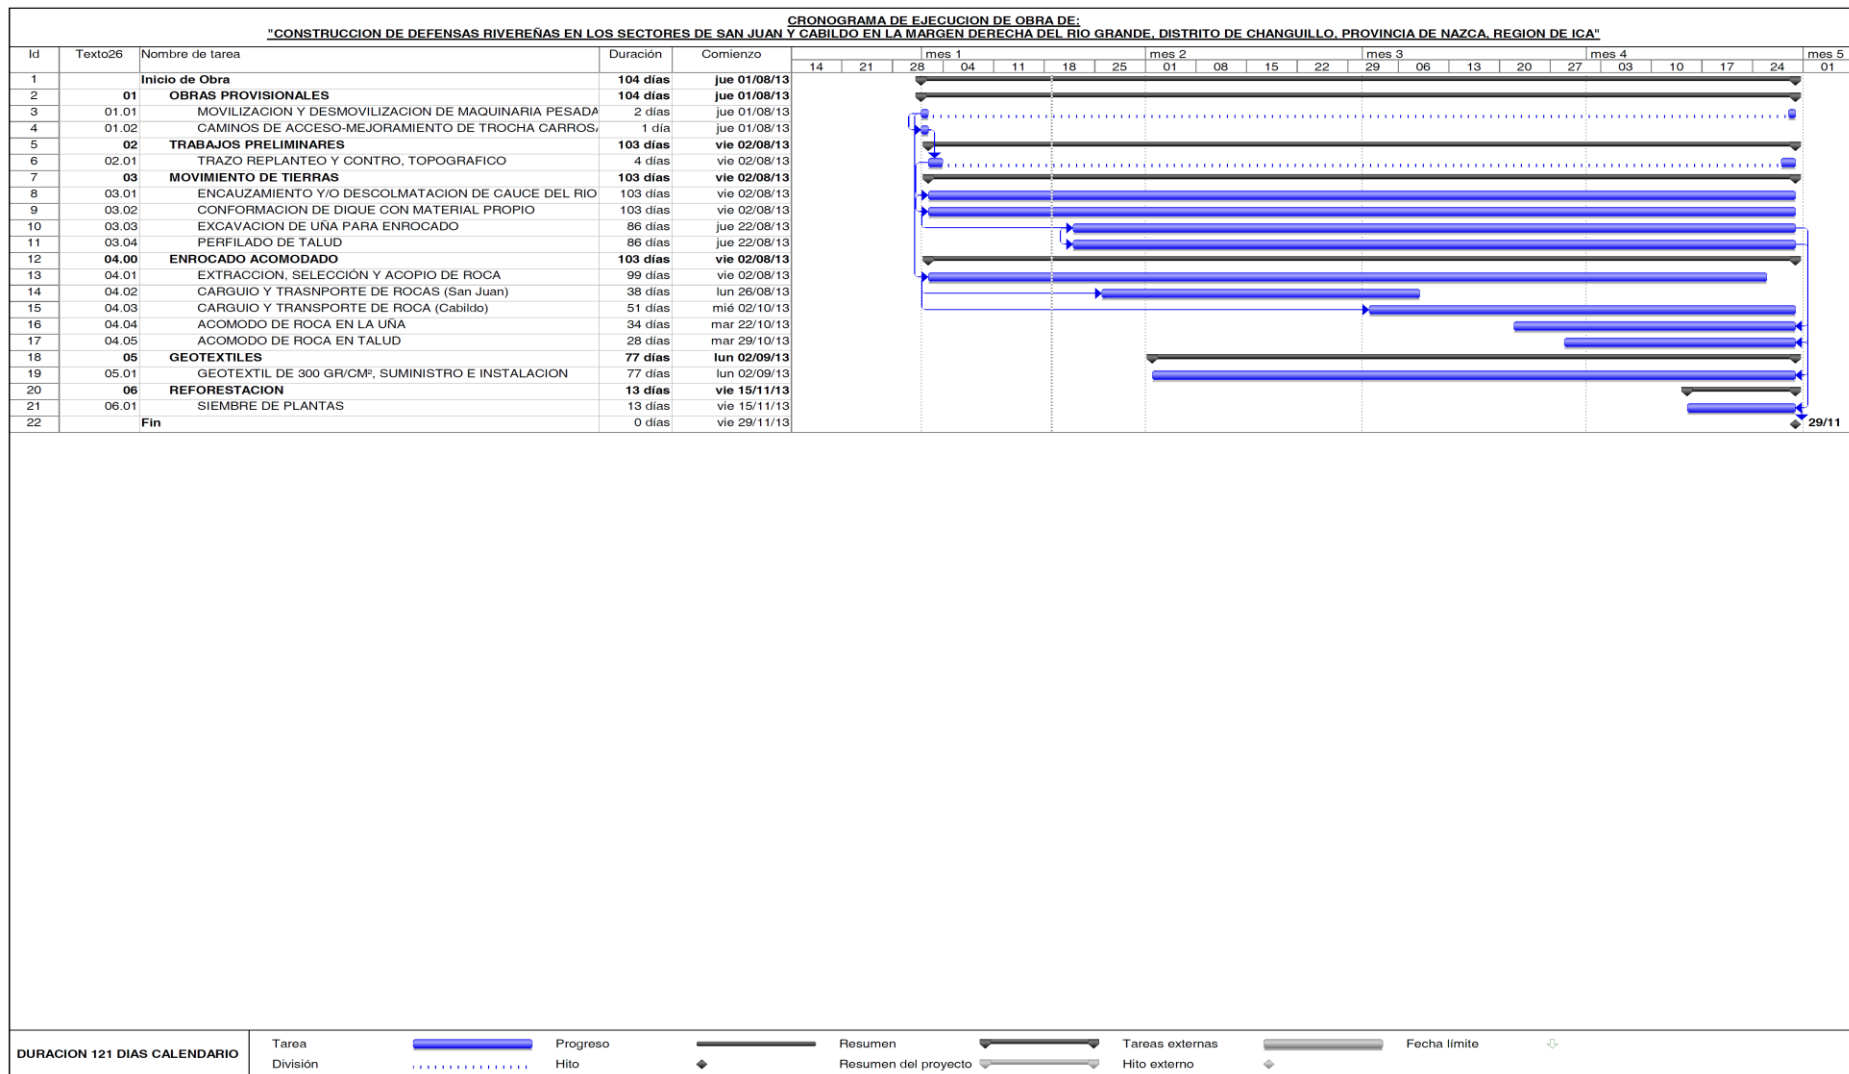 CRONOGRAMA DE EJECUCION DE OBRA DE:
"CONSTRUCCION DE DEFENSAS RIVEREÑAS EN LOS SECTORES DE SAN JUAN Y CABILDO EN LA MARGEN DERECHA DEL RIO GRANDE, DISTRITO DE CHANGUILLO, PROVINCIA DE NAZCA, REGION DE ICA"
Id Texto26 Nombre de tarea Duración Comienzo mes 1 mes 2 mes 3 mes 4 mes 5
14 21 28 04 11 18 25 01 08 15 22 29 06 13 20 27 03 10 17 24 01
1 Inicio de Obra 104 días jue 01/08/13
2 01 OBRAS PROVISIONALES 104 días jue 01/08/13
3 01.01 MOVILIZACION Y DESMOVILIZACION DE MAQUINARIA PESADA 2 días jue 01/08/13
4 01.02 CAMINOS DE ACCESO-MEJORAMIENTO DE TROCHA CARROSA 1 día jue 01/08/13
5 02 TRABAJOS PRELIMINARES 103 días vie 02/08/13
6 02.01 TRAZO REPLANTEO Y CONTRO, TOPOGRAFICO 4 días vie 02/08/13
7 03 MOVIMIENTO DE TIERRAS 103 días vie 02/08/13
8 03.01 ENCAUZAMIENTO Y/O DESCOLMATACION DE CAUCE DEL RIO 103 días vie 02/08/13
9 03.02 CONFORMACION DE DIQUE CON MATERIAL PROPIO 103 días vie 02/08/13
10 03.03 EXCAVACION DE UÑA PARA ENROCADO 86 días jue 22/08/13
11 03.04 PERFILADO DE TALUD 86 días jue 22/08/13
12 04.00 ENROCADO ACOMODADO 103 días vie 02/08/13
13 04.01 EXTRACCION, SELECCIÓN Y ACOPIO DE ROCA 99 días vie 02/08/13
14 04.02 CARGUIO Y TRASNPORTE DE ROCAS (San Juan) 38 días lun 26/08/13
15 04.03 CARGUIO Y TRANSPORTE DE ROCA (Cabildo) 51 días mié 02/10/13
16 04.04 ACOMODO DE ROCA EN LA UÑA 34 días mar 22/10/13
17 04.05 ACOMODO DE ROCA EN TALUD 28 días mar 29/10/13
18 05 GEOTEXTILES 77 días lun 02/09/13
19 05.01 GEOTEXTIL DE 300 GR/CM², SUMINISTRO E INSTALACION 77 días lun 02/09/13
20 06 REFORESTACION 13 días vie 15/11/13
21 06.01 SIEMBRE DE PLANTAS 13 días vie 15/11/13
22 Fin 0 días vie 29/11/13 29/11
DURACION 121 DIAS CALENDARIO
Tarea Progreso Resumen Tareas externas Fecha límite
División Hito Resumen del proyecto Hito externo